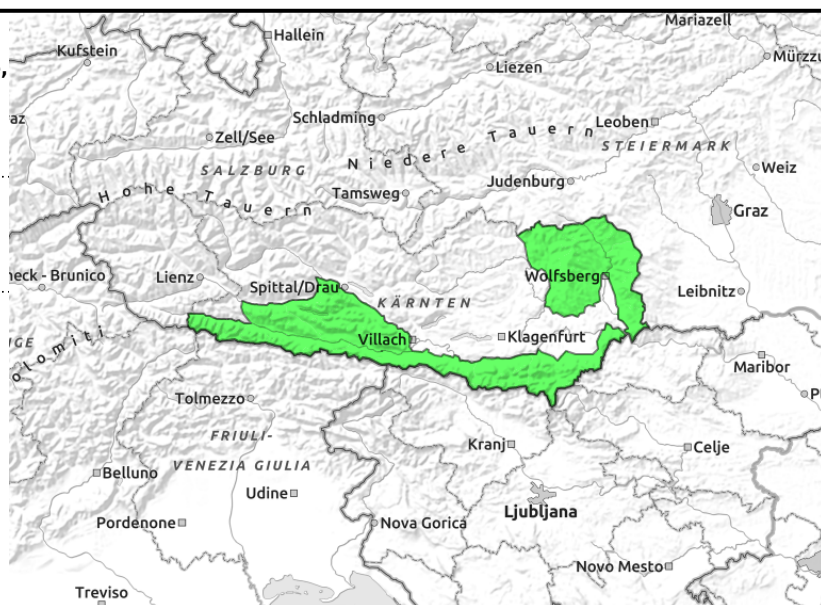 Mariazell
Hallein
Kufstein
Mürzzu
Liezen
Schladming
Leoben
Zell/See
Niedere Tauern
STEIERMARK
SALZBURG
Weiz
Judenburg
Hohe Tauern
Tamsweg
Graz
neck - Brunico
Lienz
Wolfsberg
Spittal/Drau
Leibnitz
KÄRNTEN
Villach
Klagenfurt
olomiti
Maribor
Tolmezzo
FRIULI-
VENEZIA GIULIA
Kranj
Celje
Belluno
Udine
Ljubljana
Pordenone
Nova Gorica
Novo Mesto
Treviso